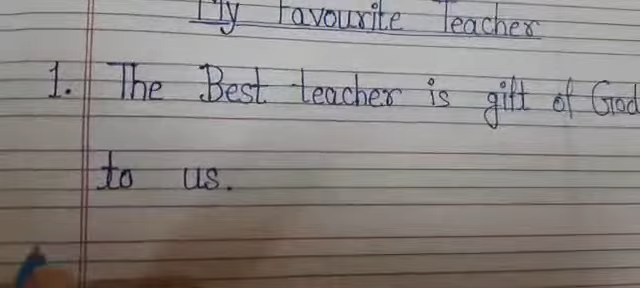 My Favourite Teacher
1. The Best teacher is gift of God
to us.